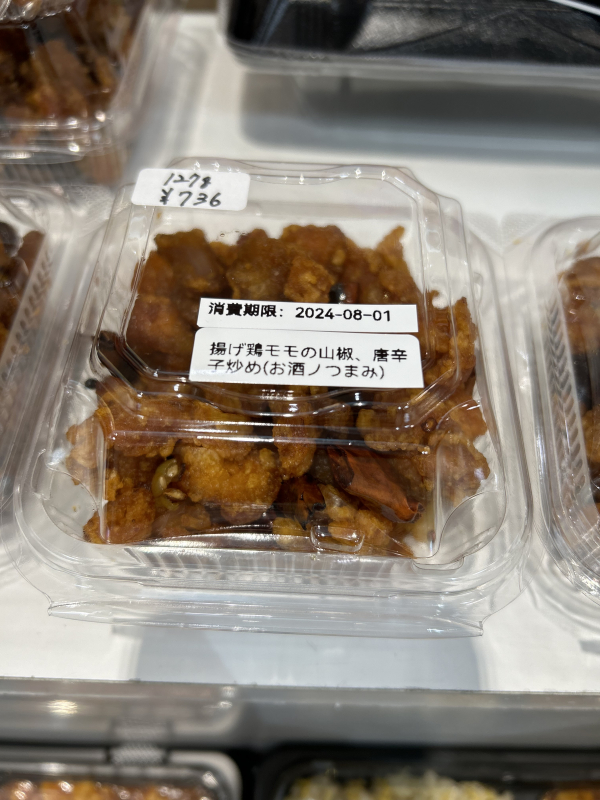 127g
¥736
消費期限: 2024-08-01
揚げ鶏モモの山椒、唐辛
子炒め(お酒ノつまみ)